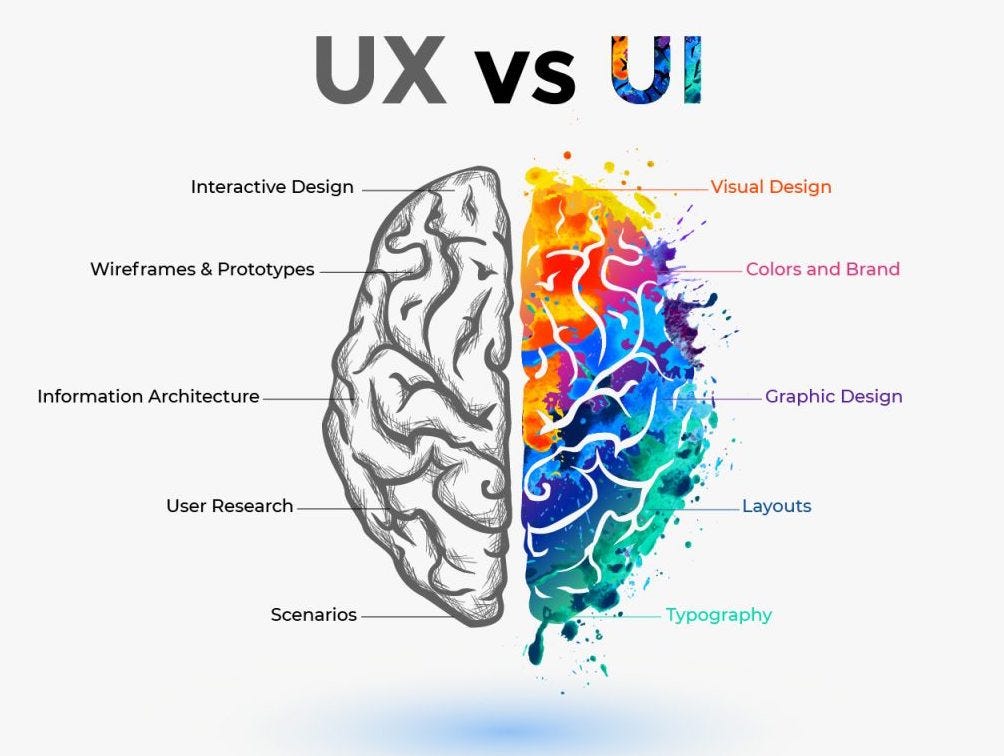 UX vs UI
Interactive Design
Visual Design
Wireframes & Prototypes
Colors and Brand
Information Architecture
Graphic Design
User Research
Layouts
Scenarios
Typography